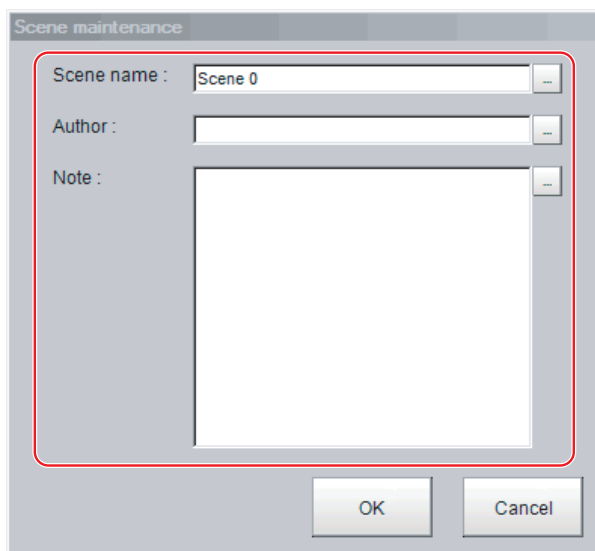 Scene maintenance
Scene name : Scene 0 ...
Author : ...
Note : ...
OK Cancel